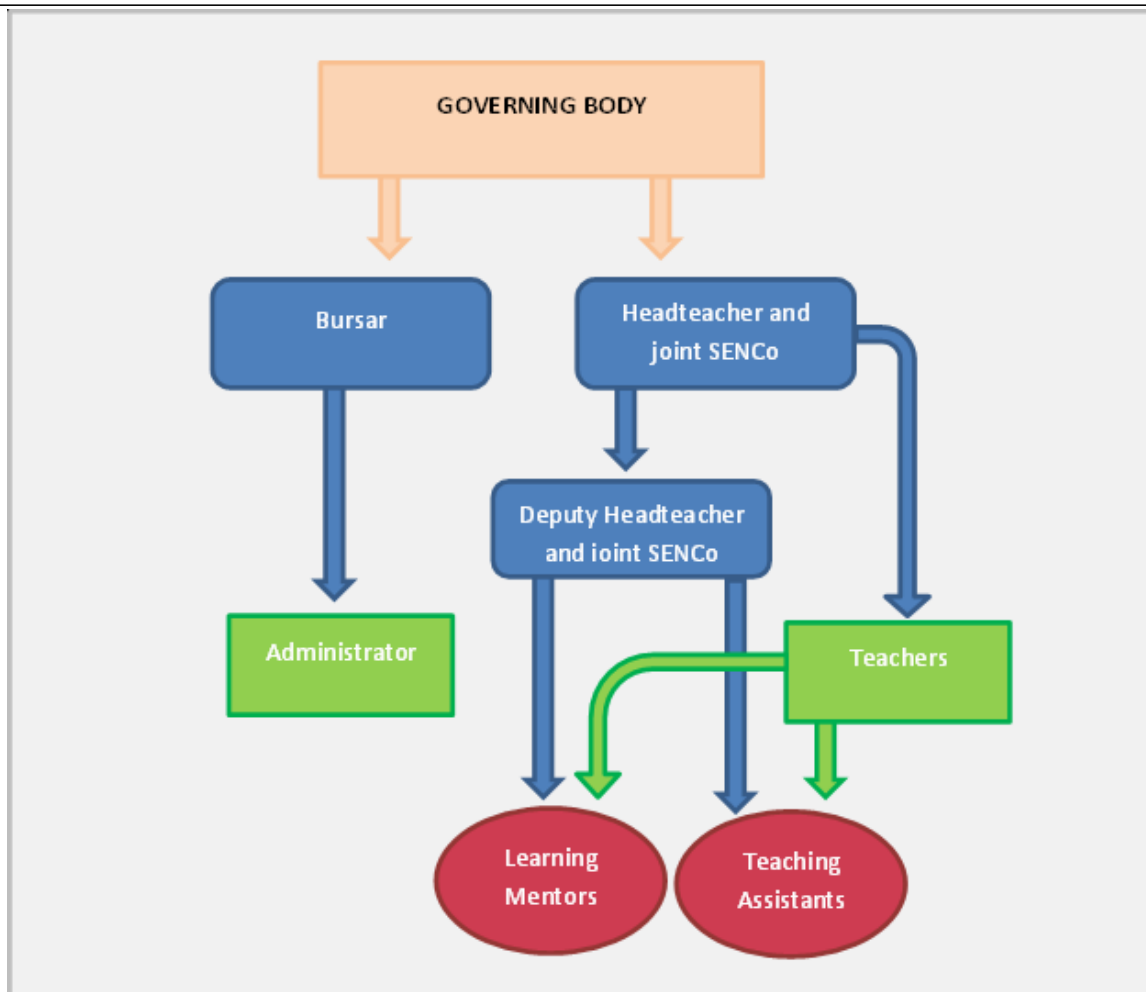 GOVERNING BODY
Bursar
Headteacher and
joint SENCo
Deputy Headteacher
and ioint SENCo
Administrator
Teachers
Learning
Mentors
Teaching
Assistants